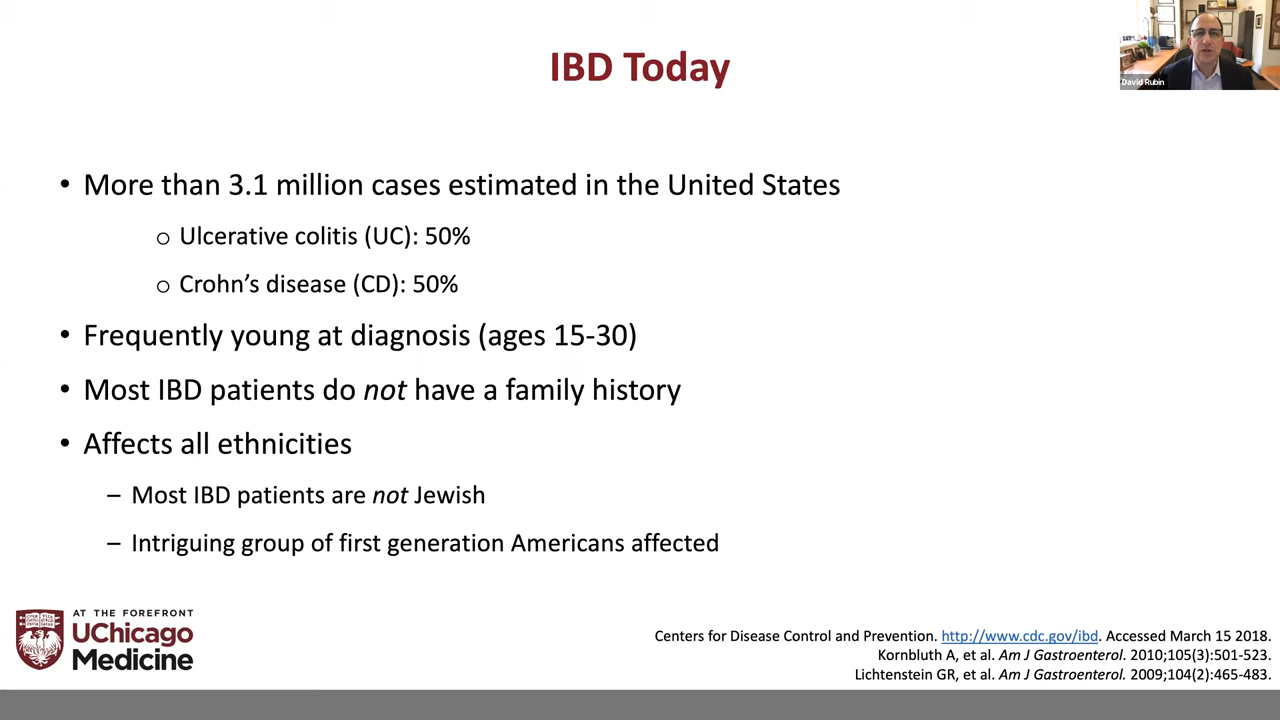 IBD Today
David Rubin
• More than 3.1 million cases estimated in the United States
o Ulcerative colitis (UC): 50%
o Crohn’s disease (CD): 50%
• Frequently young at diagnosis (ages 15-30)
• Most IBD patients do not have a family history
• Affects all ethnicities
– Most IBD patients are not Jewish
– Intriguing group of first generation Americans affected
AT THE FOREFRONT
UChicago
Medicine
Centers for Disease Control and Prevention. http://www.cdc.gov/ibd. Accessed March 15 2018.
Kornbluth A, et al. Am J Gastroenterol. 2010;105(3):501-523.
Lichtenstein GR, et al. Am J Gastroenterol. 2009;104(2):465-483.